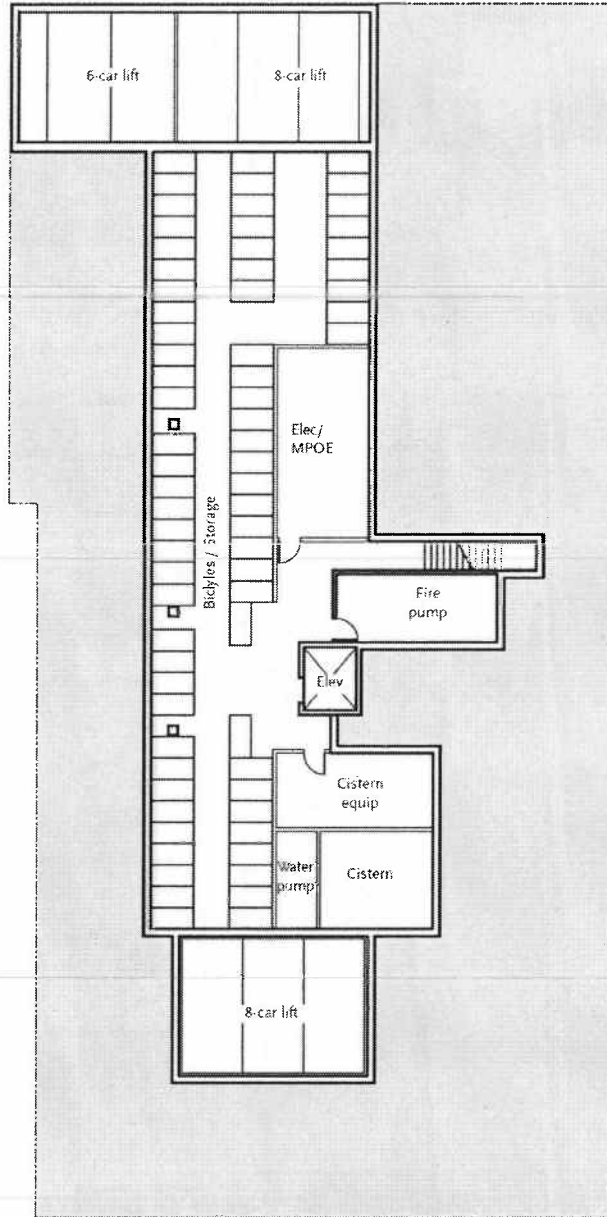 6-car lift
8-car lift
Elec/
MPOE
Biclyles / Storage
Fire
pump
Elev
Cistern
equip
Water
pump
Cistern
8-car lift